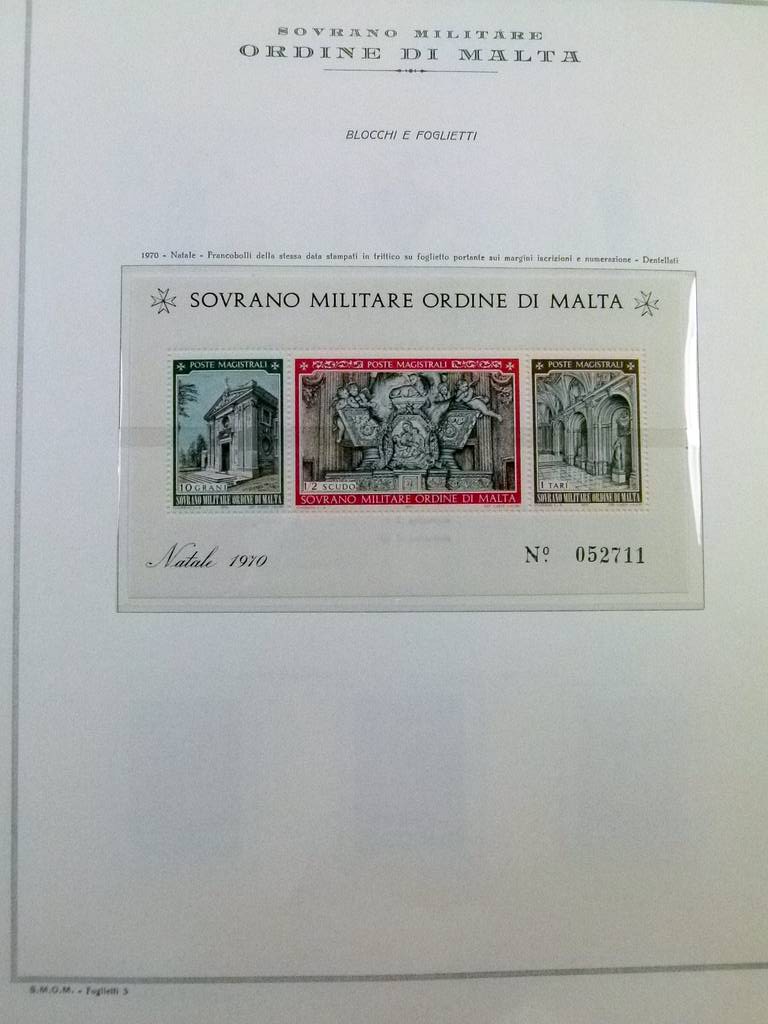 SOVRANO MILITARE
ORDINE DI MALTA
BLOCCHI E FOGLIETTI
1970 - Natale - Francobolli della stessa data stampati in trittico su foglietto portante sui margini iscrizioni e numerazione - Dentellati
SOVRANO MILITARE ORDINE DI MALTA
POSTE MAGISTRALI
10 GRANI
SOVRANO MILITARE ORDINE DI MALTA
POSTE MAGISTRALI
1,2 SCUDO
SOVRANO MILITARE ORDINE DI MALTA
POSTE MAGISTRALI
1 TARÌ
SOVRANO MILITARE ORDINE DI MALTA
Natale 1970
Nº 052711
S.M.O.M. - Foglietti 3